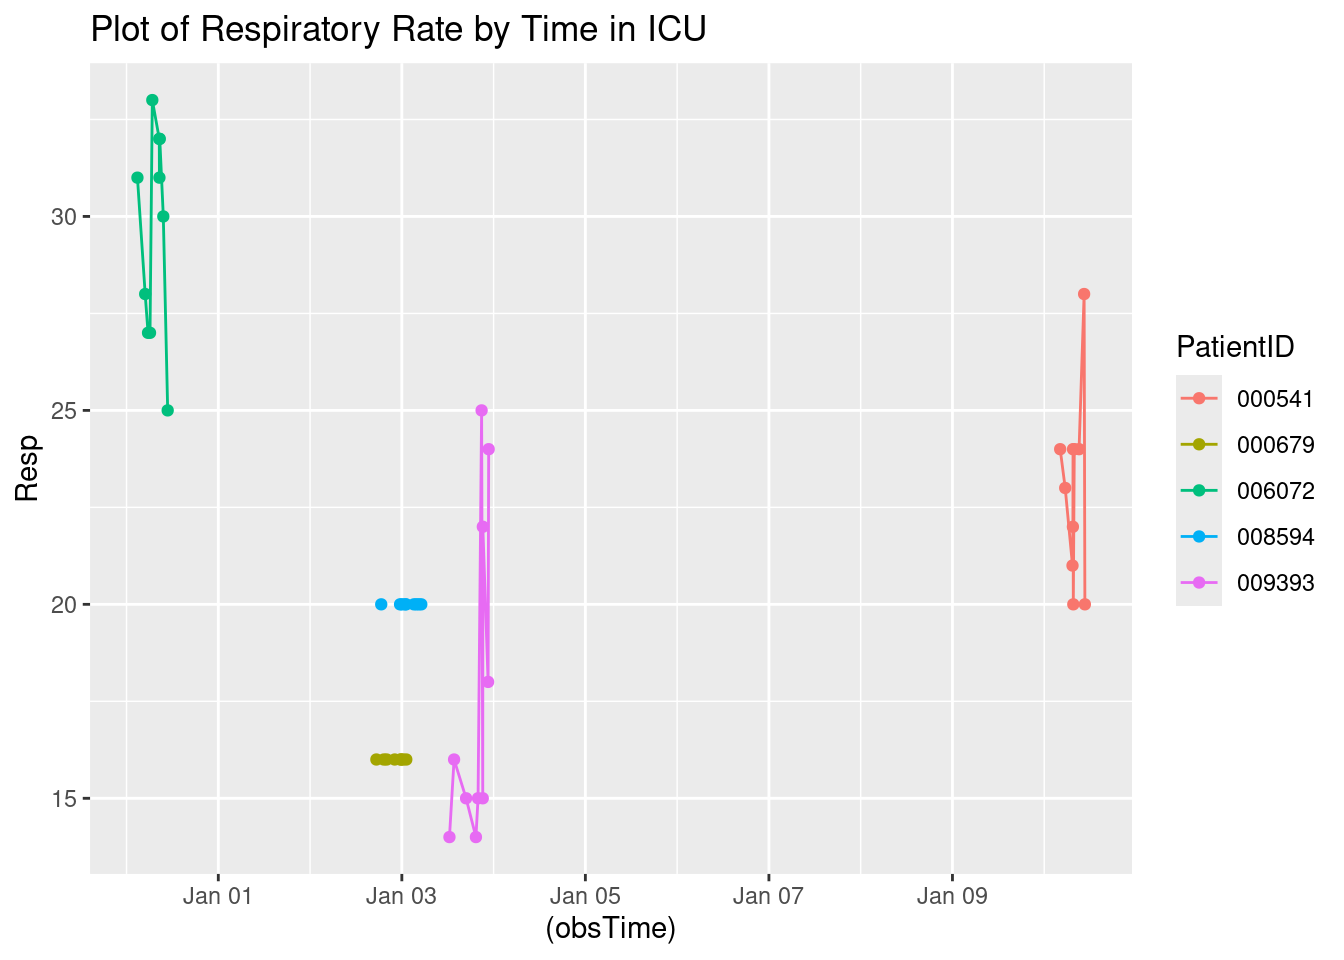 Plot of Respiratory Rate by Time in ICU
Resp
30
25
20
15
Jan 01 Jan 03 Jan 05 Jan 07 Jan 09
(obsTime)
PatientID
000541
000679
006072
008594
009393